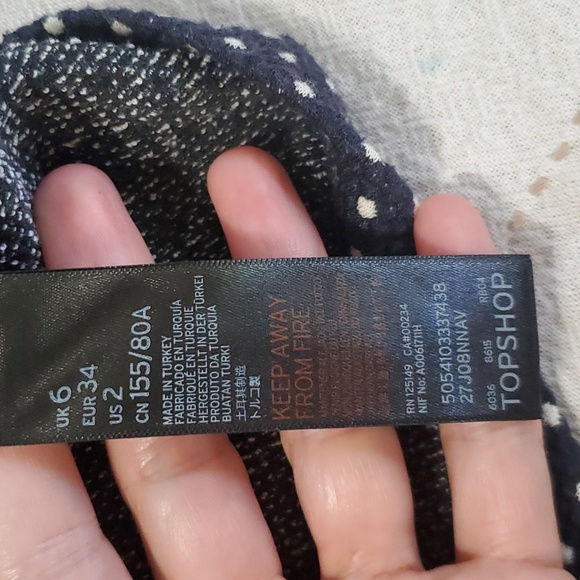 UK 6
EUR 34
US 2
CN 155/80A
MADE IN TURKEY
FABRICADO EN TURQUÍA
FABRIQUÉ EN TURQUIE
HERGESTELLT IN DER TÜRKEI
PRODUTO DA TURQUIA
BUATAN TURKI
土耳其制造
トルコ製
KEEP AWAY
FROM FIRE
RN 125149 CA#00234
NIF No: A0061711H
5054103337438
27J08NNAV
6036 8615 RB04
TOPSHOP